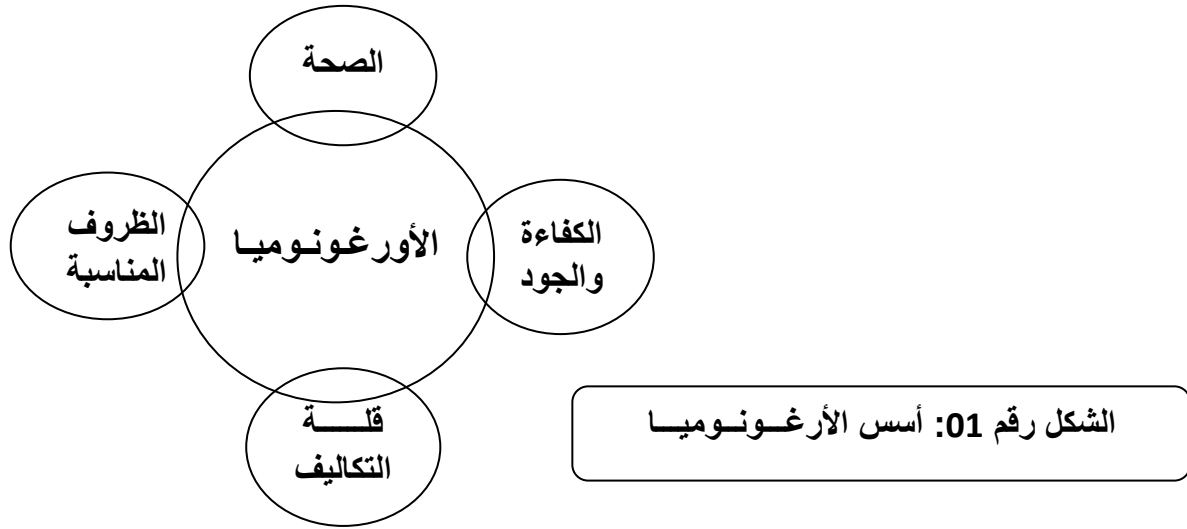 الصحة
الظروف
المناسبة
الأورغونوميا
الكفاءة
والجود
قلة
التكاليف
الشكل رقم 01: أسس الأرغونوميا